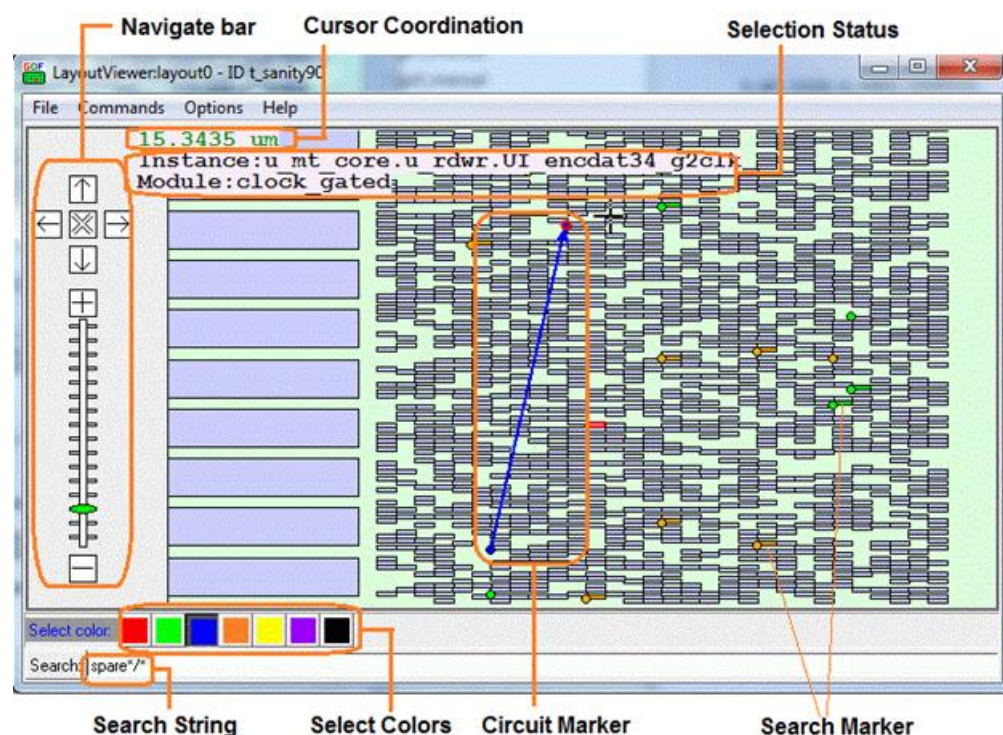 Navigate bar
Cursor Coordination
Selection Status
GOF
LayoutViewer:layout0 - ID t_sanity90
File Commands Options Help
15.3435 um
Instance:u_mt_core.u_rdwr.UI_encdat34_g2clk
Module:clock_gated
Select color:
Search: spare*/*
Search String
Select Colors
Circuit Marker
Search Marker